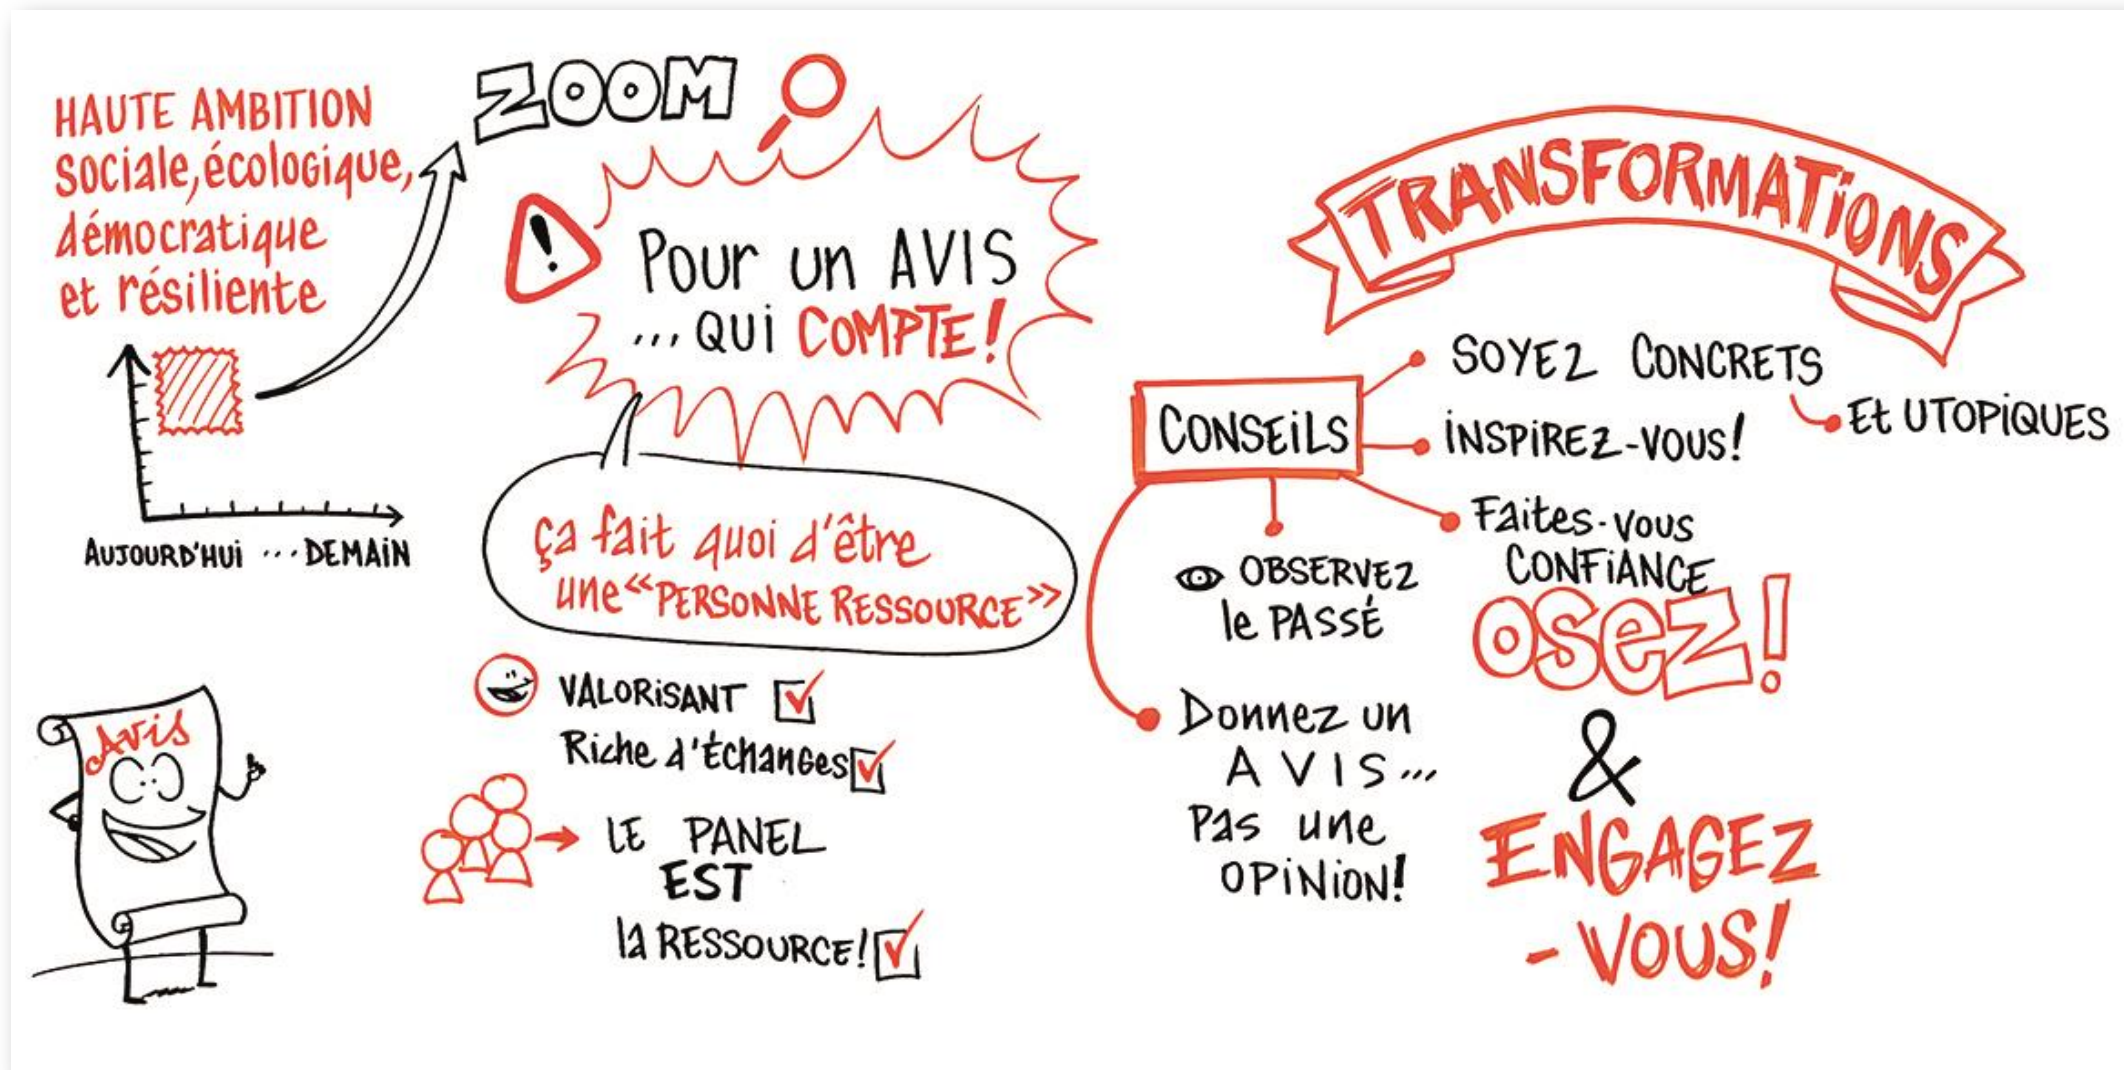 HAUTE AMBITION
sociale, écologique,
démocratique
et résiliente
AUJOURD'HUI ... DEMAIN
ZOOM
!
Pour un AVIS
... QUI COMPTE!
ça fait quoi d'être
une «PERSONNE RESSOURCE»
VALORISANT
Riche d'Échanges
LE PANEL
EST
la RESSOURCE!
Avis
TRANSFORMATIONS
CONSEILS
SOYEZ CONCRETS
Et UTOPIQUES
INSPIREZ-VOUS!
Faites-vous
CONFIANCE
OSEZ!
&
ENGAGEZ
-VOUS!
OBSERVEZ
le PASSÉ
Donnez un
AVIS...
Pas une
OPINION!